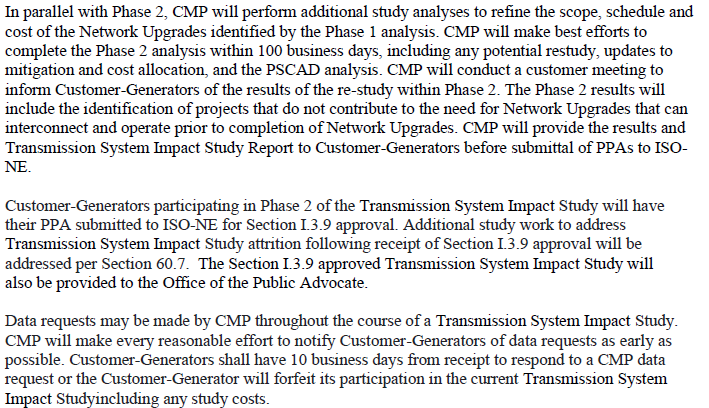 In parallel with Phase 2, CMP will perform additional study analyses to refine the scope, schedule and
cost of the Network Upgrades identified by the Phase 1 analysis. CMP will make best efforts to
complete the Phase 2 analysis within 100 business days, including any potential restudy, updates to
mitigation and cost allocation, and the PSCAD analysis. CMP will conduct a customer meeting to
inform Customer-Generators of the results of the re-study within Phase 2. The Phase 2 results will
include the identification of projects that do not contribute to the need for Network Upgrades that can
interconnect and operate prior to completion of Network Upgrades. CMP will provide the results and
Transmission System Impact Study Report to Customer-Generators before submittal of PPAs to ISO-
NE.
Customer-Generators participating in Phase 2 of the Transmission System Impact Study will have
their PPA submitted to ISO-NE for Section I.3.9 approval. Additional study work to address
Transmission System Impact Study attrition following receipt of Section I.3.9 approval will be
addressed per Section 60.7. The Section I.3.9 approved Transmission System Impact Study will
also be provided to the Office of the Public Advocate.
Data requests may be made by CMP throughout the course of a Transmission System Impact Study.
CMP will make every reasonable effort to notify Customer-Generators of data requests as early as
possible. Customer-Generators shall have 10 business days from receipt to respond to a CMP data
request or the Customer-Generator will forfeit its participation in the current Transmission System
Impact Studyincluding any study costs.